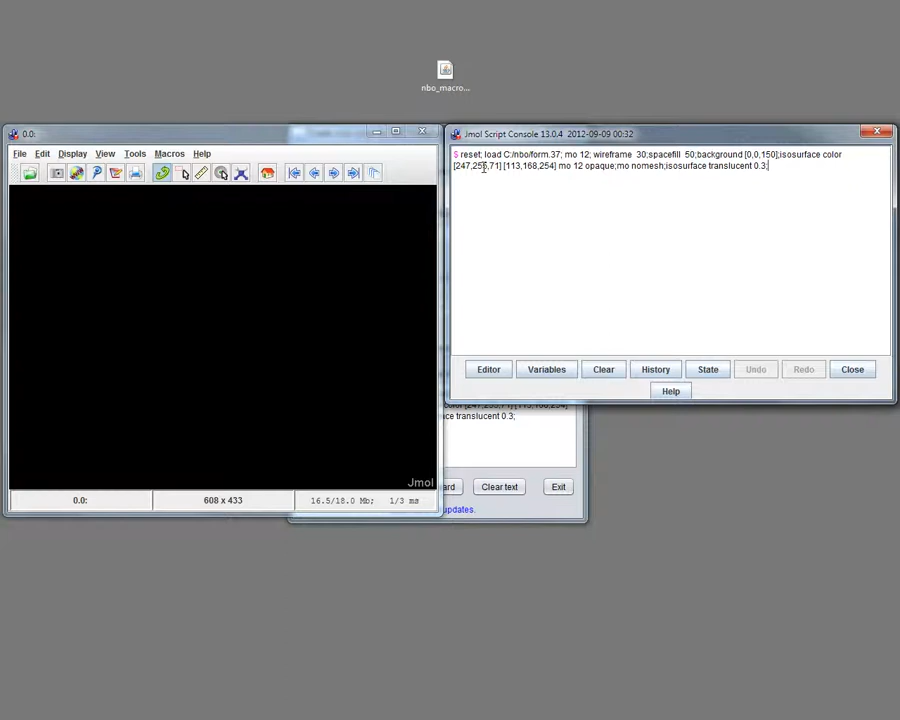 nbo_macro...
0.0:
File Edit Display View Tools Macros Help
Jmol
0.0:
608 x 433
16.5/18.0 Mb; 1/3 ms
Jmol Script Console 13.0.4 2012-09-09 00:32
$ reset; load C:/nbo/form.37; mo 12; wireframe 30;spacefill 50;background [0,0,150];isosurface color
[247,255,71] [113,168,254] mo 12 opaque;mo nomesh;isosurface translucent 0.3;
Editor Variables Clear History State Undo Redo Close
Help
ce translucent 0.3;
ard
Clear text
Exit
updates.